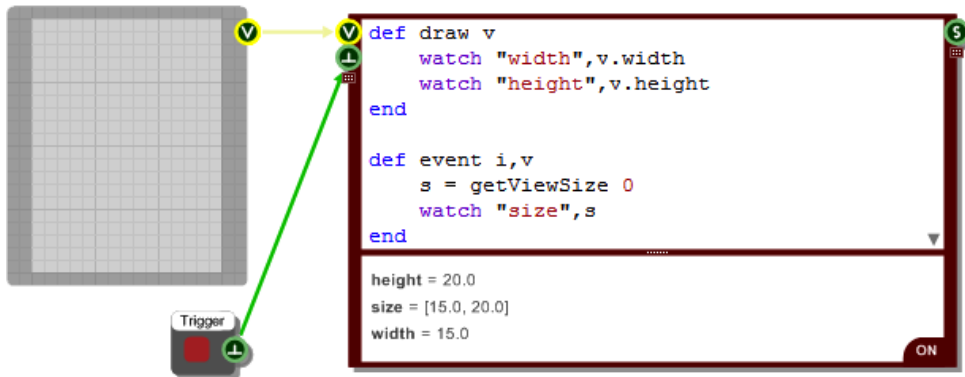 V
V
def draw v
    watch "width",v.width
    watch "height",v.height
end
def event i,v
    s = getViewSize 0
    watch "size",s
end
S
height = 20.0
size = [15.0, 20.0]
width = 15.0
ON
Trigger